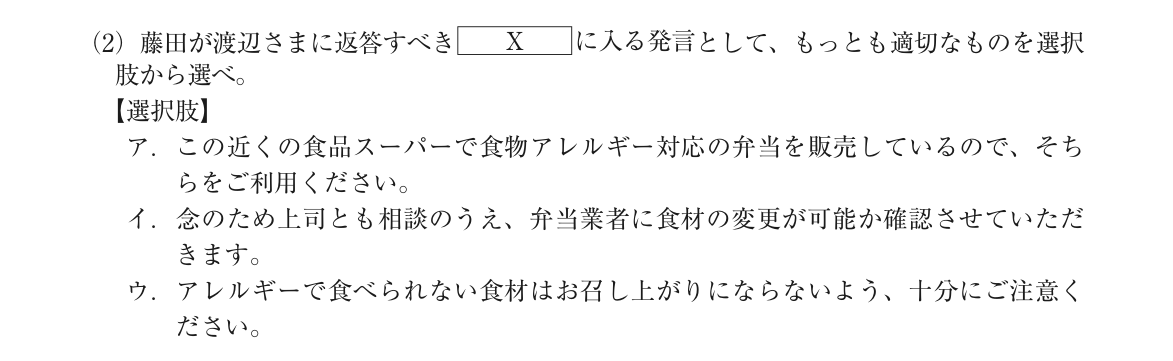 (2) 藤田が渡辺さまに返答すべき X に入る発言として、もっとも適切なものを選択
肢から選べ。
【選択肢】
ア．この近くの食品スーパーで食物アレルギー対応の弁当を販売しているので、そち
らをご利用ください。
イ．念のため上司とも相談のうえ、弁当業者に食材の変更が可能か確認させていただ
きます。
ウ．アレルギーで食べられない食材はお召し上がりにならないよう、十分にご注意く
ださい。